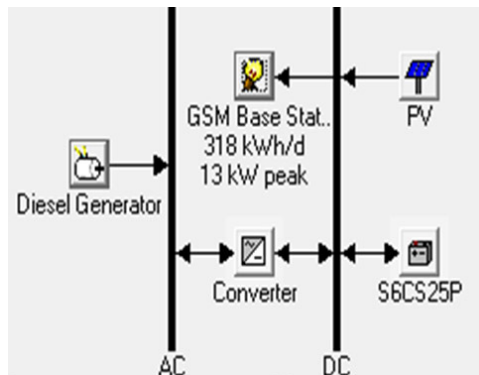 GSM Base Stat..
318 kWh/d
13 kW peak
PV
Diesel Generator
Converter
S6CS25P
AC
DC